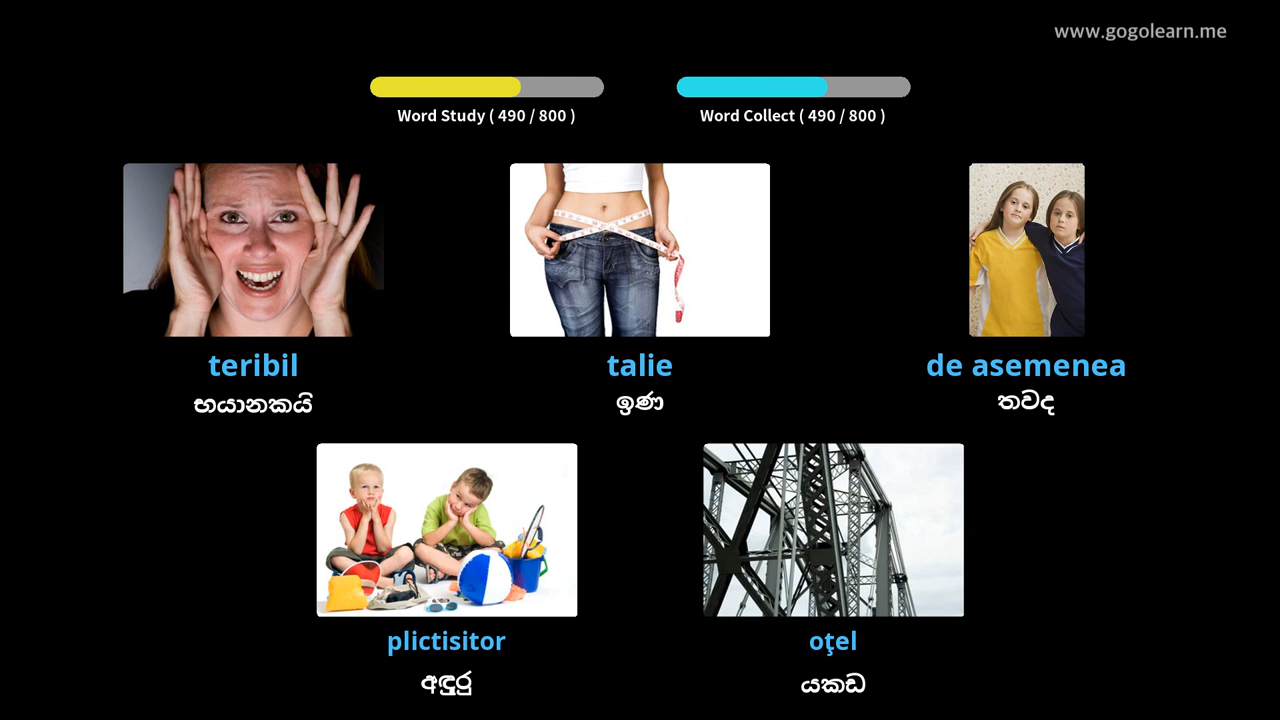 www.gogolearn.me
Word Study ( 490 / 800 )
Word Collect ( 490 / 800 )
teribil
භයානකයි
talie
ඉණ
de asemenea
තවද
plictisitor
අඳුරු
oţel
යකඩ